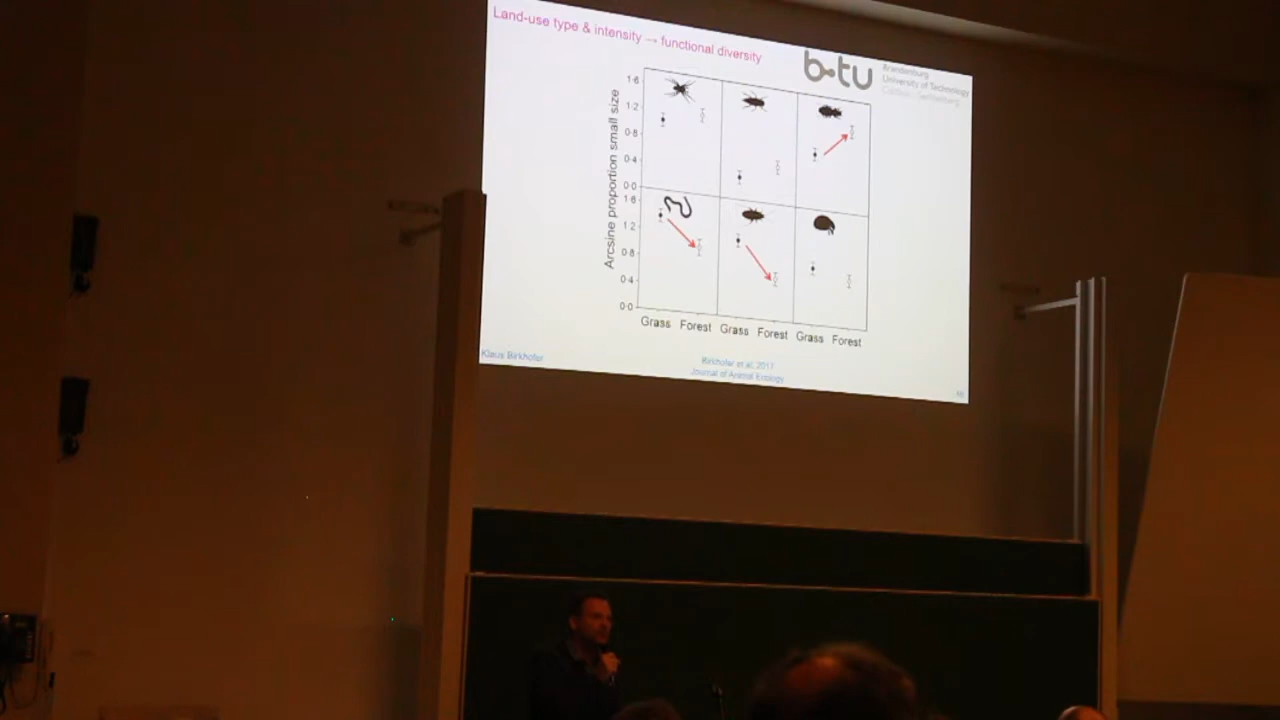 Land-use type & intensity → functional diversity
b-tu
Brandenburg
University of Technology
Cottbus - Senftenberg
Arcsine proportion small size
1·6
1·2
0·8
0·4
0·0
1·6
1·2
0·8
0·4
0·0
Grass Forest Grass Forest Grass Forest
Klaus Birkhofer
Birkhofer et al. 2017
Journal of Animal Ecology